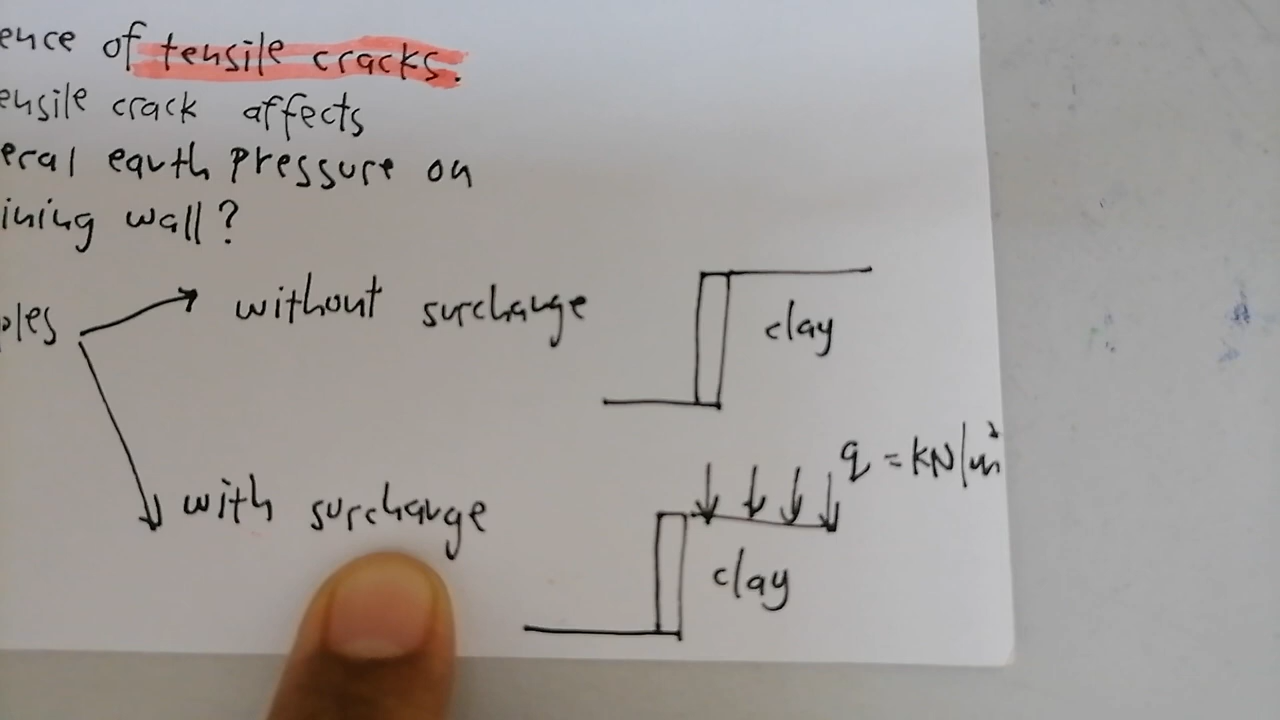 ence of tensile cracks.
ensile crack affects
eral earth pressure on
ining wall?
ples
without surcharge
clay
q = kN/m²
with surcharge
clay